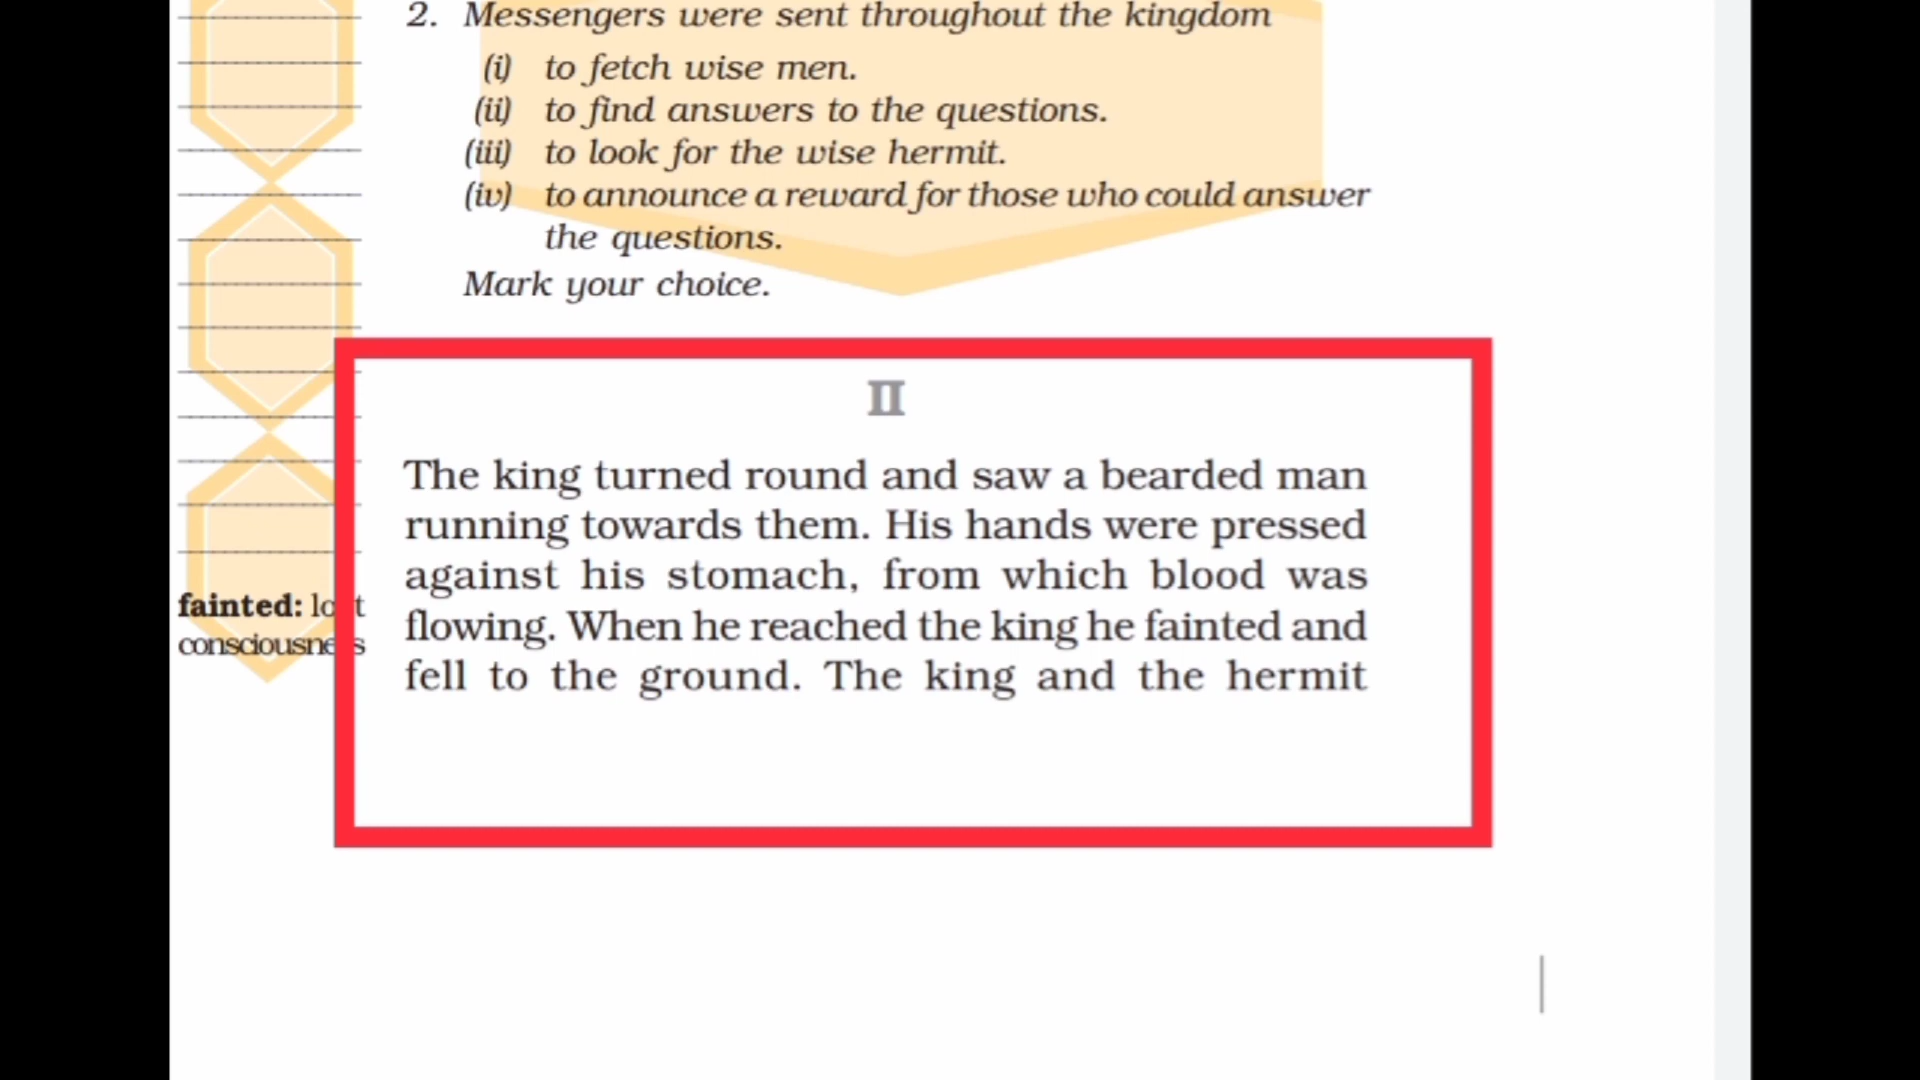 2. Messengers were sent throughout the kingdom
(i) to fetch wise men.
(ii) to find answers to the questions.
(iii) to look for the wise hermit.
(iv) to announce a reward for those who could answer
the questions.
Mark your choice.
II
The king turned round and saw a bearded man
running towards them. His hands were pressed
against his stomach, from which blood was
flowing. When he reached the king he fainted and
fell to the ground. The king and the hermit
fainted: lost
consciousness